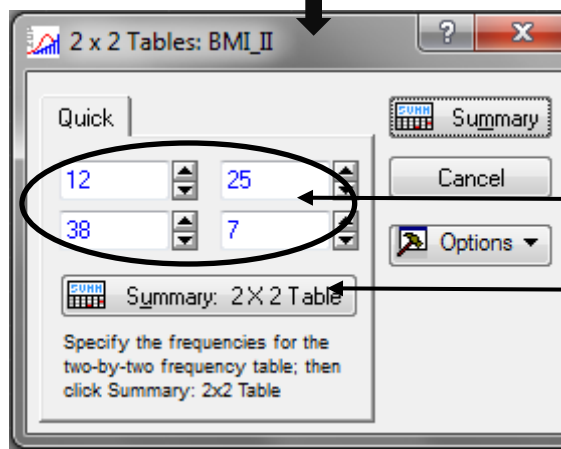 2 x 2 Tables: BMI_II
?
Quick
Summary
12
25
Cancel
38
7
Options
Summary: 2X2 Table
Specify the frequencies for the
two-by-two frequency table; then
click Summary: 2x2 Table